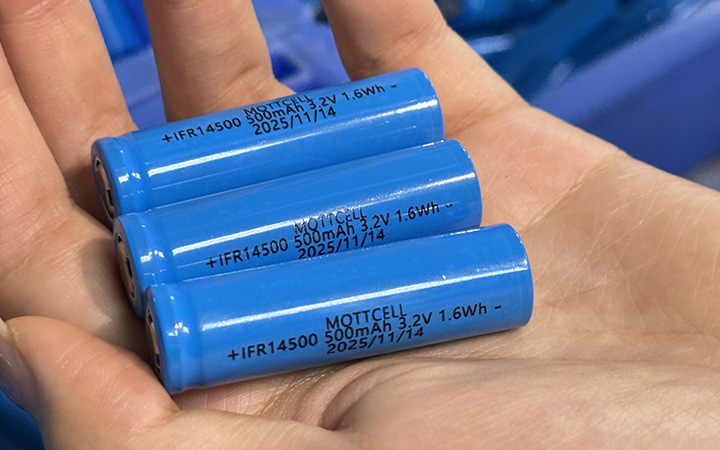 MOTTCELL
+IFR14500 500mAh 3.2V 1.6Wh -
2025/11/14
MOTTCELL
+IFR14500 500mAh 3.2V 1.6Wh -
2025/11/14
MOTTCELL
+IFR14500 500mAh 3.2V 1.6Wh -
2025/11/14